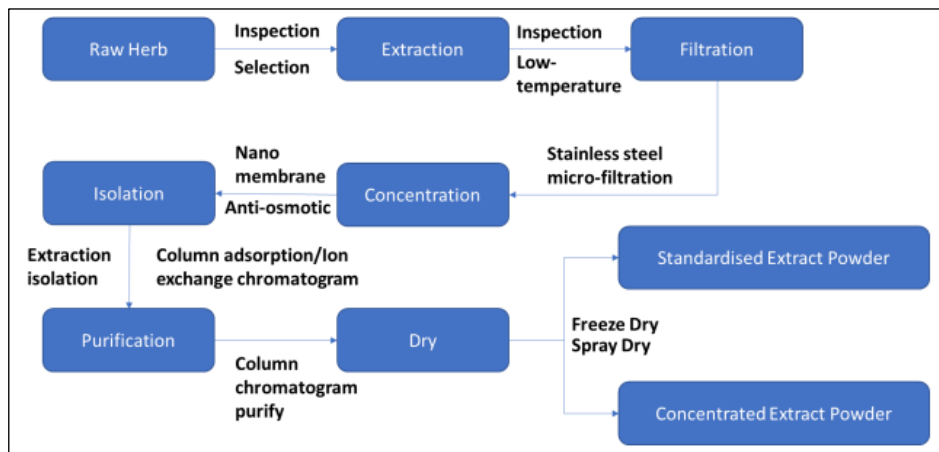 Raw Herb
Inspection
Selection
Extraction
Inspection
Low-
temperature
Filtration
Stainless steel
micro-filtration
Concentration
Nano
membrane
Anti-osmotic
Isolation
Extraction
isolation
Column adsorption/Ion
exchange chromatogram
Purification
Column
chromatogram
purify
Dry
Freeze Dry
Spray Dry
Standardised Extract Powder
Concentrated Extract Powder